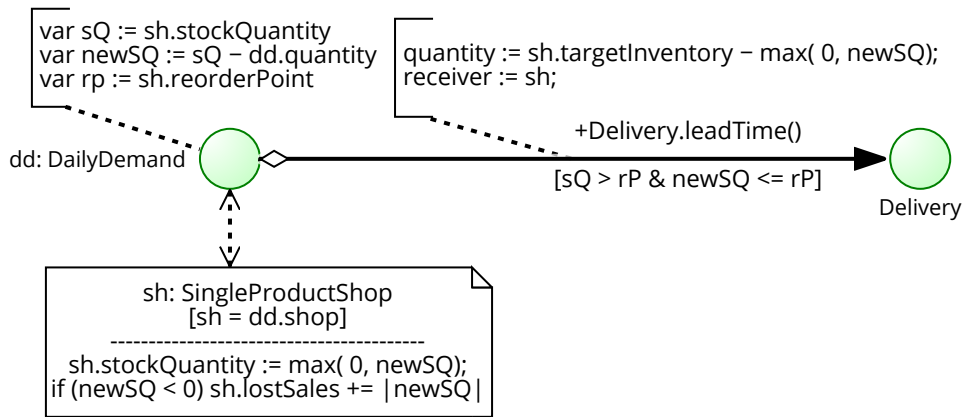 var sQ := sh.stockQuantity
var newSQ := sQ − dd.quantity
var rp := sh.reorderPoint
quantity := sh.targetInventory − max( 0, newSQ);
receiver := sh;
+Delivery.leadTime()
dd: DailyDemand
[sQ > rP & newSQ <= rP]
Delivery
sh: SingleProductShop
[sh = dd.shop]
-----------------------------------------
sh.stockQuantity := max( 0, newSQ);
if (newSQ < 0) sh.lostSales += |newSQ|